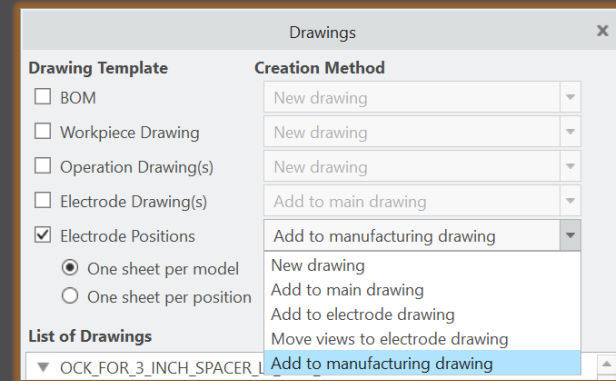 Drawings
Drawing Template Creation Method
BOM New drawing
Workpiece Drawing New drawing
Operation Drawing(s) New drawing
Electrode Drawing(s) Add to main drawing
Electrode Positions Add to manufacturing drawing
One sheet per model New drawing
Add to main drawing
One sheet per position Add to electrode drawing
Move views to electrode drawing
List of Drawings
Add to manufacturing drawing
OCK_FOR_3_INCH_SPACER